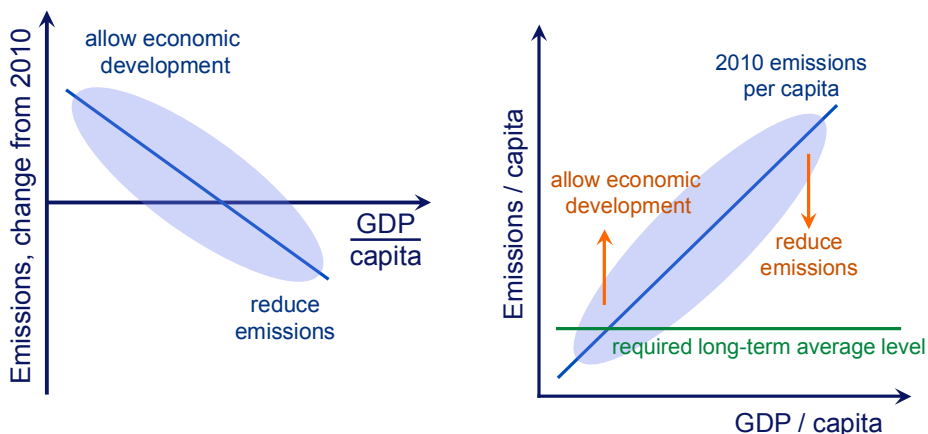 Emissions, change from 2010
allow economic
development
GDP
capita
reduce
emissions
Emissions / capita
2010 emissions
per capita
allow economic
development
reduce
emissions
required long-term average level
GDP / capita